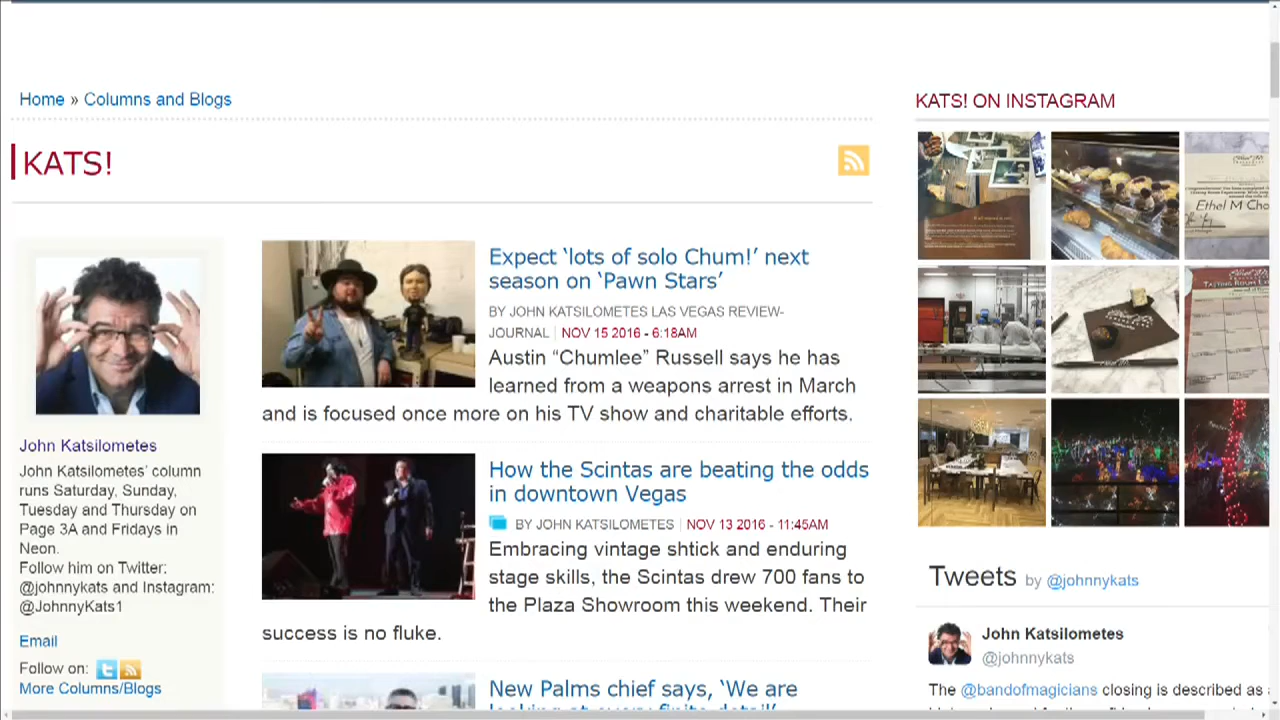 Home » Columns and Blogs
KATS!
John Katsilometes
John Katsilometes' column
runs Saturday, Sunday,
Tuesday and Thursday on
Page 3A and Fridays in
Neon.
Follow him on Twitter:
@johnnykats and Instagram:
@JohnnyKats1
Email
Follow on:
More Columns/Blogs
Expect ‘lots of solo Chum!’ next
season on ‘Pawn Stars’
BY JOHN KATSILOMETES LAS VEGAS REVIEW-
JOURNAL | NOV 15 2016 - 6:18AM
Austin “Chumlee” Russell says he has
learned from a weapons arrest in March
and is focused once more on his TV show and charitable efforts.
How the Scintas are beating the odds
in downtown Vegas
BY JOHN KATSILOMETES | NOV 13 2016 - 11:45AM
Embracing vintage shtick and enduring
stage skills, the Scintas drew 700 fans to
the Plaza Showroom this weekend. Their
success is no fluke.
New Palms chief says, ‘We are
KATS! ON INSTAGRAM
Ethel M Cho
Tweets by @johnnykats
John Katsilometes
@johnnykats
The @bandofmagicians closing is described as